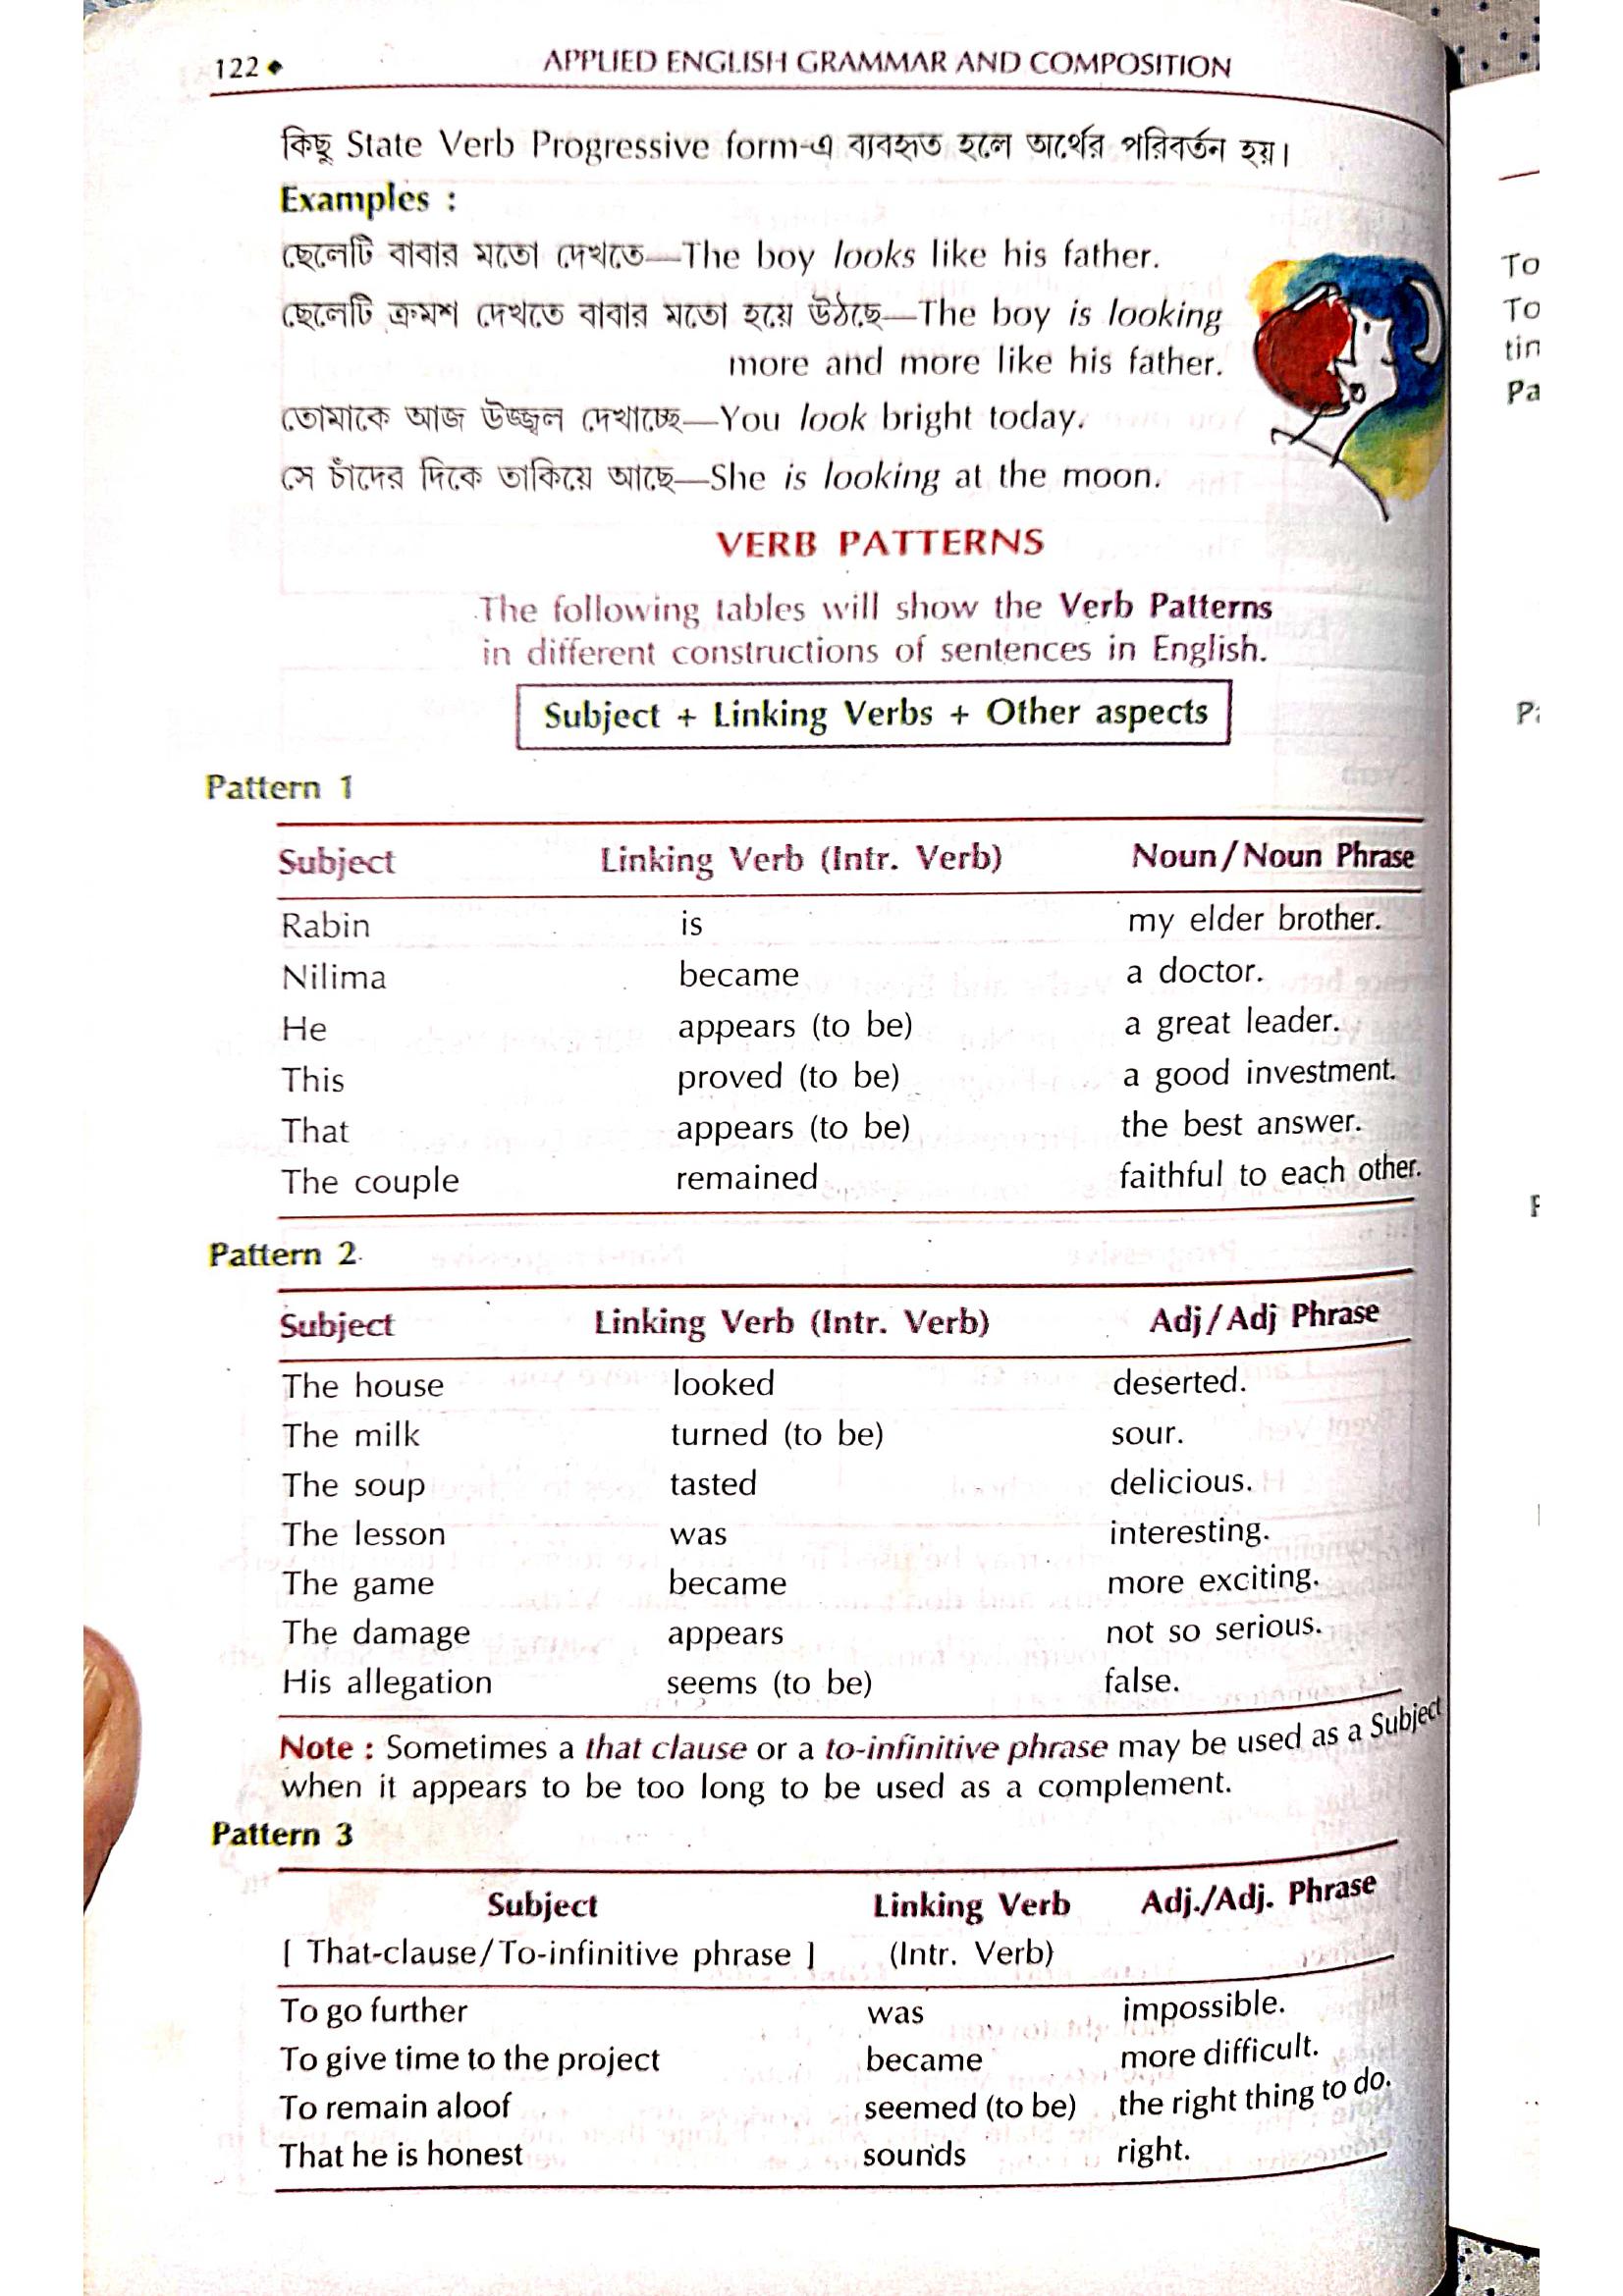 122 ◆ APPLIED ENGLISH GRAMMAR AND COMPOSITION
কিছু State Verb Progressive form-এ ব্যবহৃত হলে অর্থের পরিবর্তন হয়।
Examples :
ছেলেটি বাবার মতো দেখতে—The boy looks like his father.
ছেলেটি ক্রমশ দেখতে বাবার মতো হয়ে উঠছে—The boy is looking
more and more like his father.
তোমাকে আজ উজ্জ্বল দেখাচ্ছে—You look bright today.
সে চাঁদের দিকে তাকিয়ে আছে—She is looking at the moon.
VERB PATTERNS
The following tables will show the Verb Patterns
in different constructions of sentences in English.
Subject + Linking Verbs + Other aspects
Pattern 1
Subject Linking Verb (Intr. Verb) Noun/Noun Phrase
Rabin is my elder brother.
Nilima became a doctor.
He appears (to be) a great leader.
This proved (to be) a good investment.
That appears (to be) the best answer.
The couple remained faithful to each other.
Pattern 2
Subject Linking Verb (Intr. Verb) Adj/Adj Phrase
The house looked deserted.
The milk turned (to be) sour.
The soup tasted delicious.
The lesson was interesting.
The game became more exciting.
The damage appears not so serious.
His allegation seems (to be) false.
Note : Sometimes a that clause or a to-infinitive phrase may be used as a Subject
when it appears to be too long to be used as a complement.
Pattern 3
Subject Linking Verb Adj./Adj. Phrase
[ That-clause/To-infinitive phrase ] (Intr. Verb)
To go further was impossible.
To give time to the project became more difficult.
To remain aloof seemed (to be) the right thing to do.
That he is honest sounds right.
To
To
tin
Pa